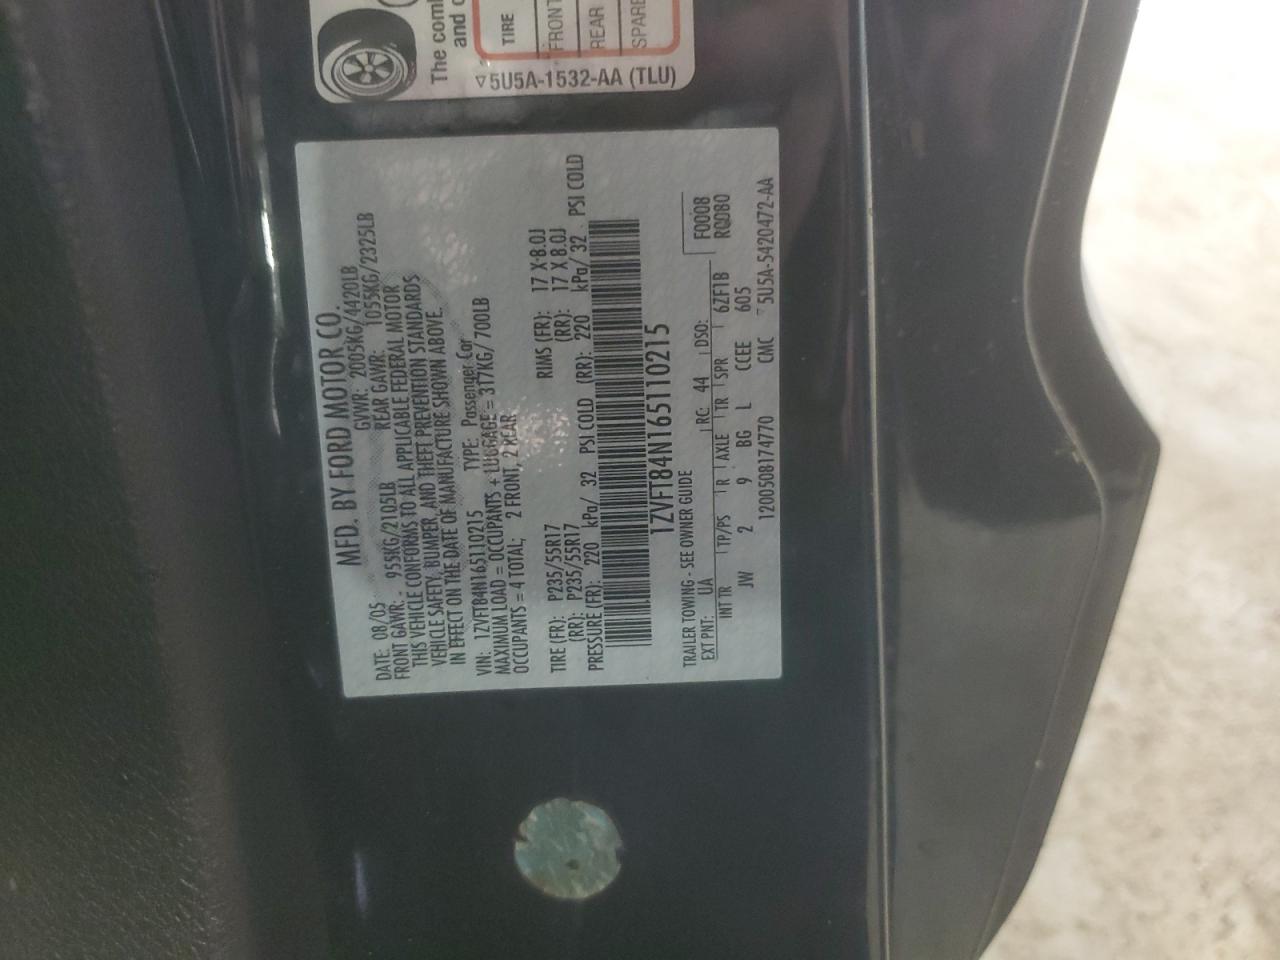 The com
and o
TIRE
FRONT
REAR
SPARE
▽5U5A-1532-AA (TLU)
MFD. BY FORD MOTOR CO.
DATE: 08/05 GVWR: 2005KG/4420LB
FRONT GAWR: 955KG/2105LB REAR GAWR: 1055KG/2325LB
THIS VEHICLE CONFORMS TO ALL APPLICABLE FEDERAL MOTOR
VEHICLE SAFETY, BUMPER, AND THEFT PREVENTION STANDARDS
IN EFFECT ON THE DATE OF MANUFACTURE SHOWN ABOVE.
VIN: 1ZVFT84N165110215 TYPE: Passenger Car
MAXIMUM LOAD = OCCUPANTS + LUGGAGE = 317KG/ 700LB
OCCUPANTS = 4 TOTAL; 2 FRONT, 2 REAR
TIRE (FR): P235/55R17 RIMS (FR): 17 X 8.0J
(RR): P235/55R17 (RR): 17 X 8.0J
PRESSURE (FR): 220 kPa/ 32 PSI COLD (RR): 220 kPa/ 32 PSI COLD
1ZVFT84N165110215
TRAILER TOWING - SEE OWNER GUIDE F0008
EXT PNT: UA RC: 44 DSO: R0080
INT TR TP/PS R AXLE TR SPR 6ZF1B
JW 2 9 BG L CCEE 605
1200508174770 CMC ▽5U5A-5420472-AA